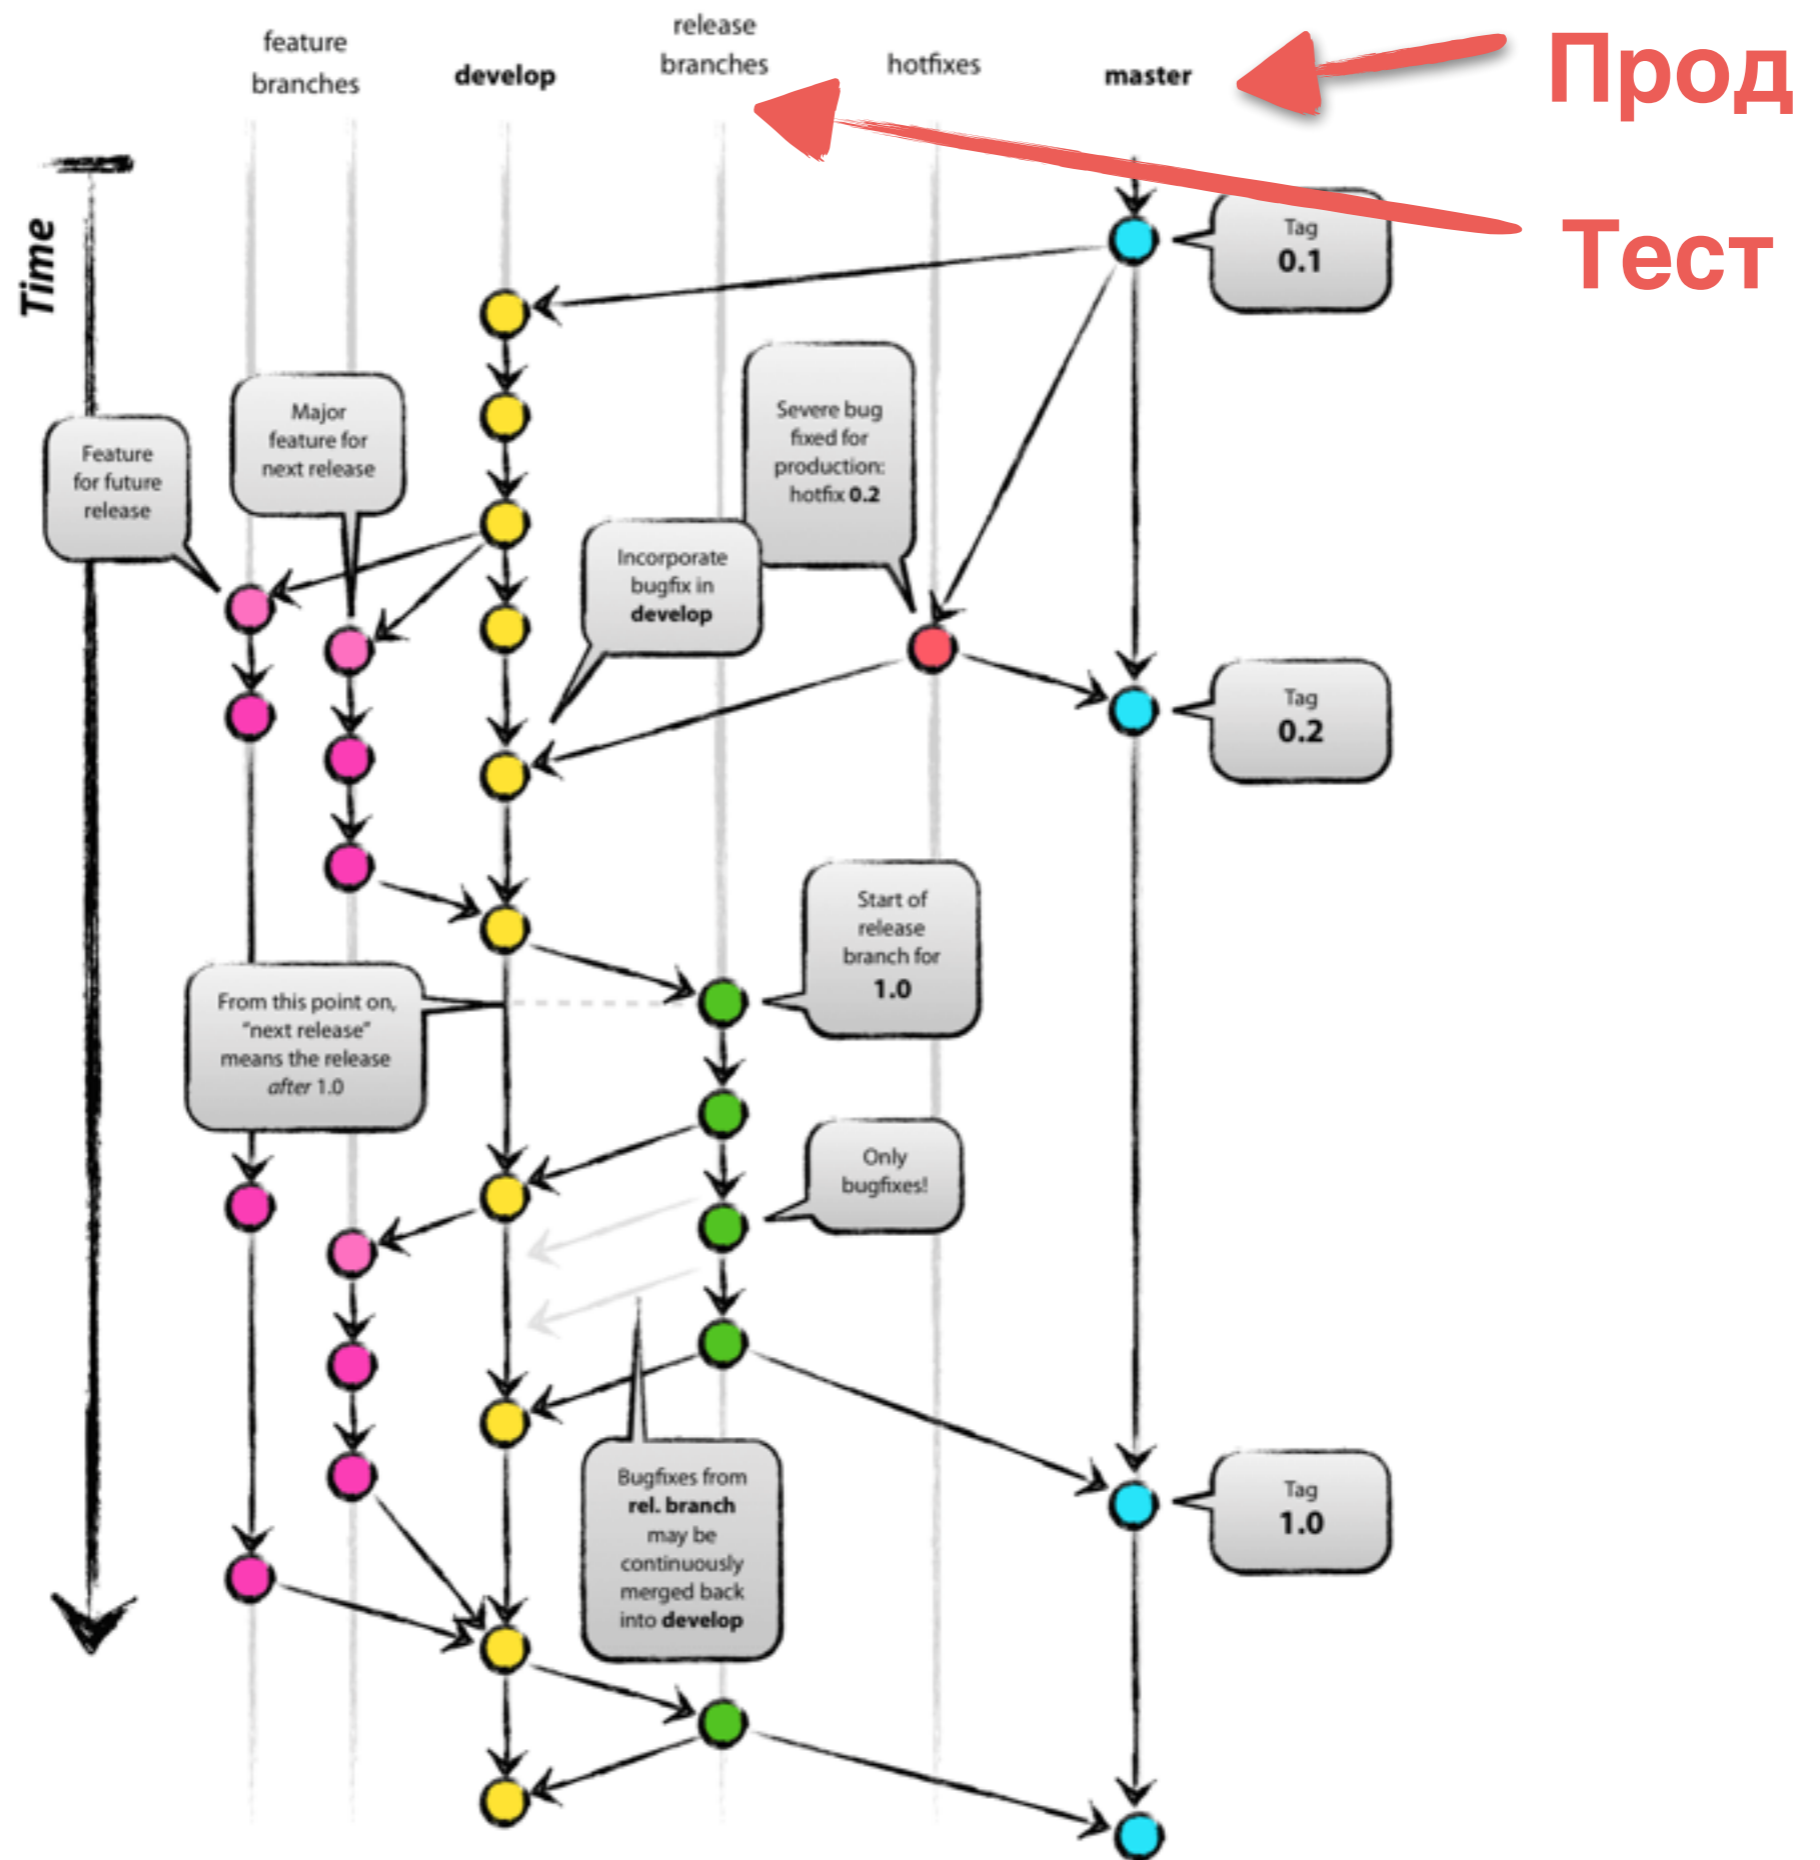 feature
branches
develop
release
branches
hotfixes
master
Прод
Тест
Time
Tag
0.1
Feature
for future
release
Major
feature for
next release
Severe bug
fixed for
production:
hotfix 0.2
Incorporate
bugfix in
develop
Tag
0.2
Start of
release
branch for
1.0
From this point on,
“next release”
means the release
after 1.0
Only
bugfixes!
Bugfixes from
rel. branch
may be
continuously
merged back
into develop
Tag
1.0